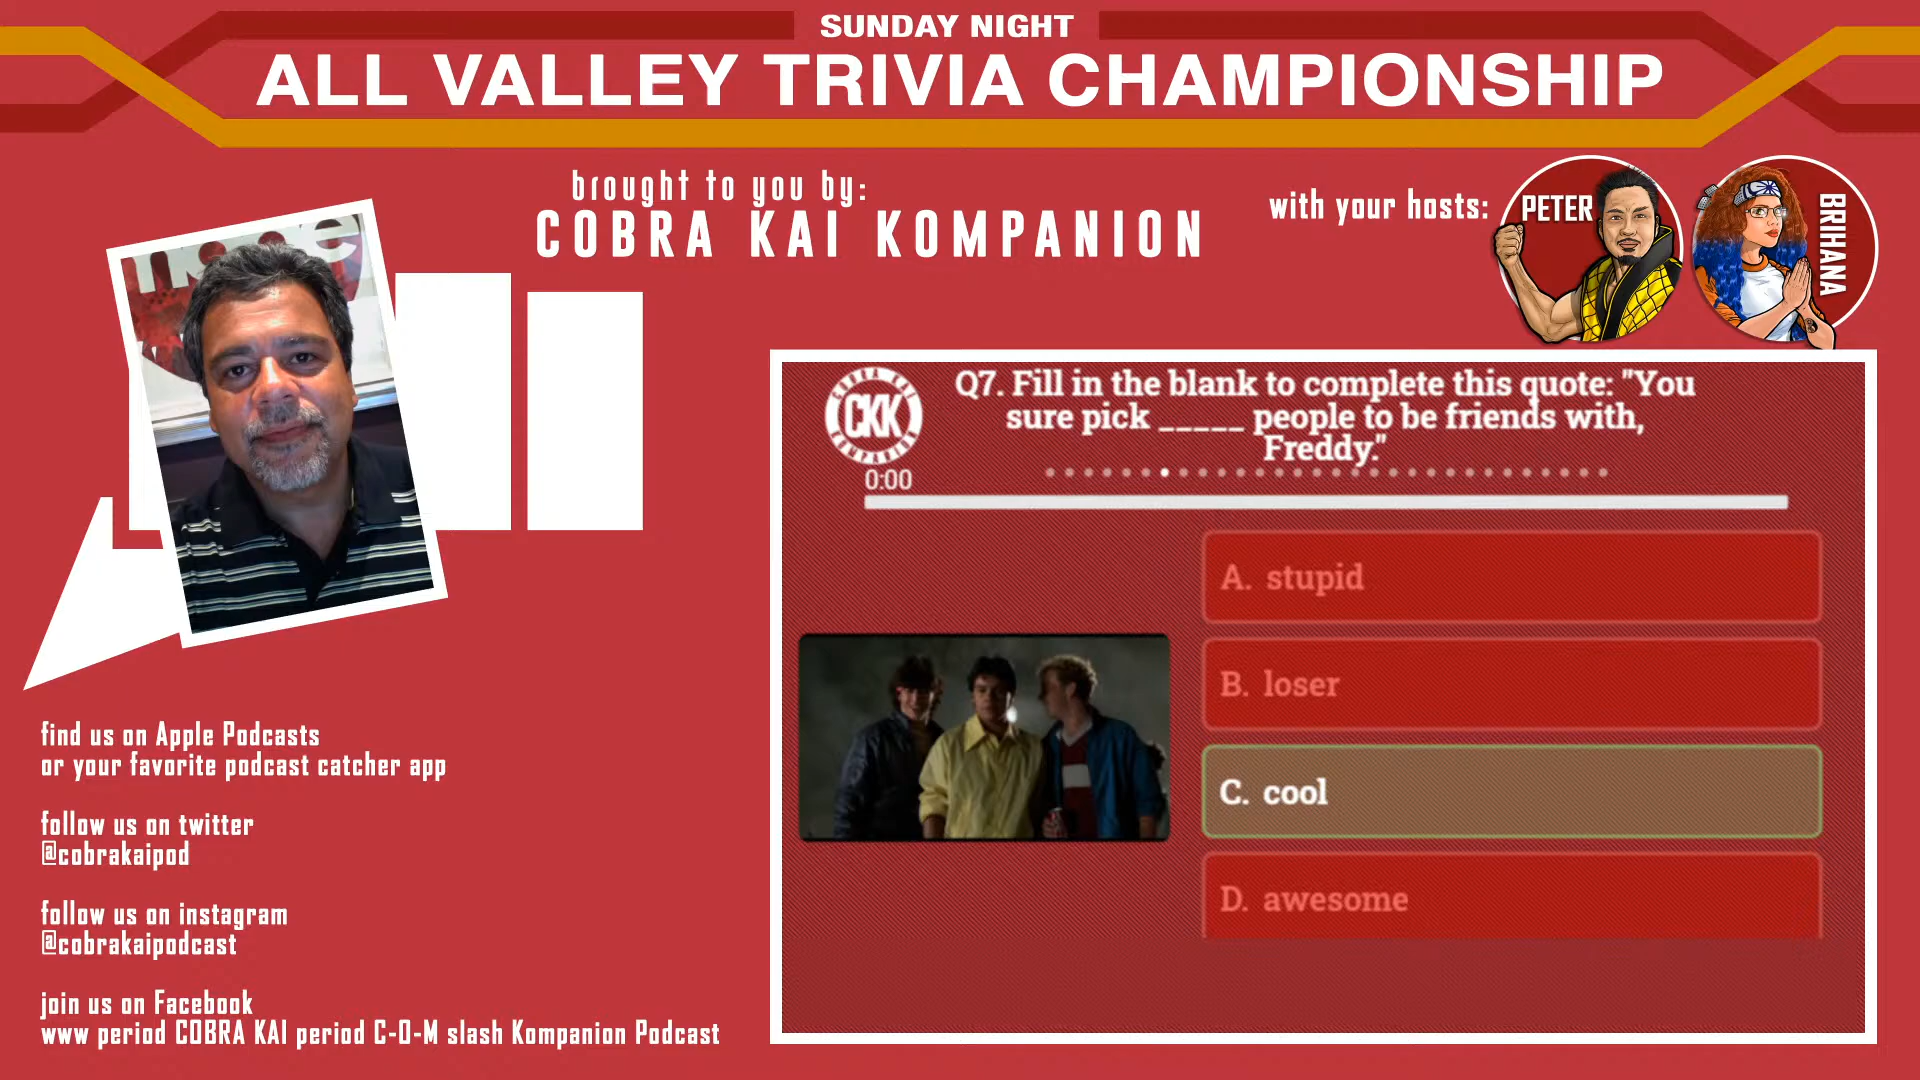 SUNDAY NIGHT
ALL VALLEY TRIVIA CHAMPIONSHIP
brought to you by:
COBRA KAI KOMPANION
with your hosts:
PETER
BRIHANA
COBRA KAI
CKK
KOMPANION
Q7. Fill in the blank to complete this quote: "You
sure pick _____ people to be friends with,
Freddy."
0:00
A. stupid
B. loser
C. cool
D. awesome
find us on Apple Podcasts
or your favorite podcast catcher app
follow us on twitter
@cobrakaipod
follow us on instagram
@cobrakaipodcast
join us on Facebook
www period COBRA KAI period C-O-M slash Kompanion Podcast